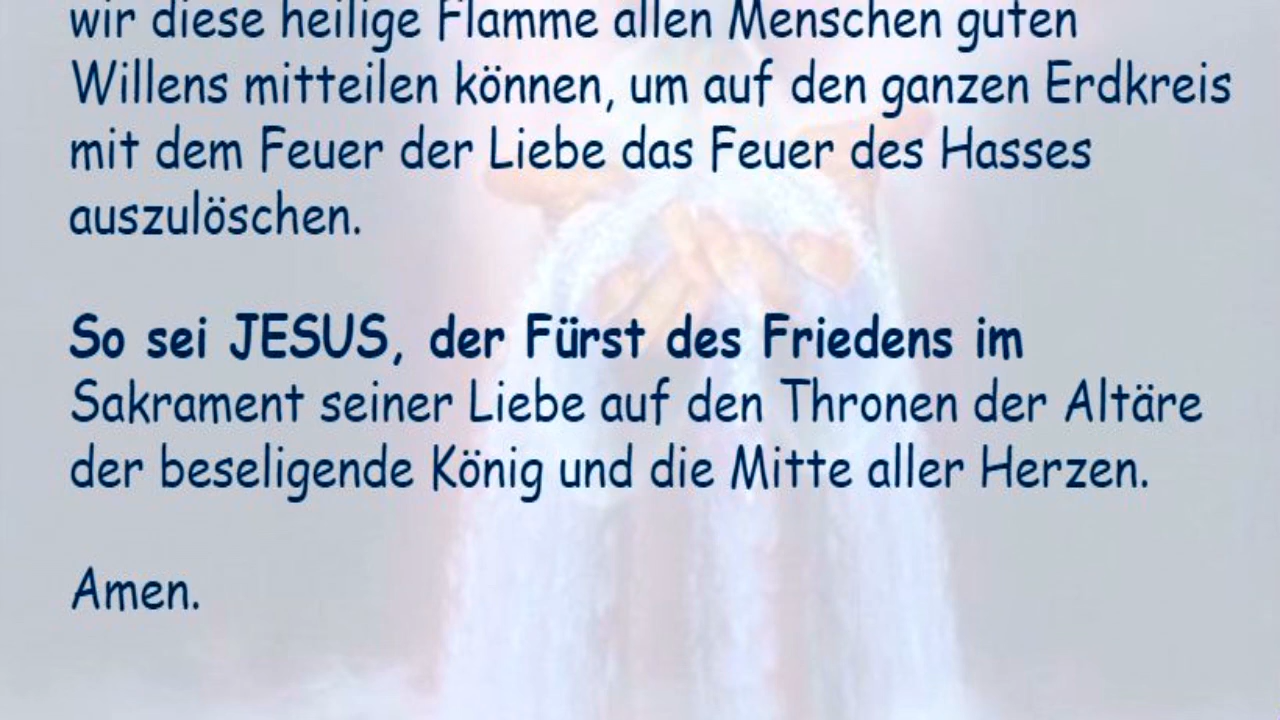 wir diese heilige Flamme allen Menschen guten
Willens mitteilen können, um auf den ganzen Erdkreis
mit dem Feuer der Liebe das Feuer des Hasses
auszulöschen.
So sei JESUS, der Fürst des Friedens im
Sakrament seiner Liebe auf den Thronen der Altäre
der beseligende König und die Mitte aller Herzen.
Amen.